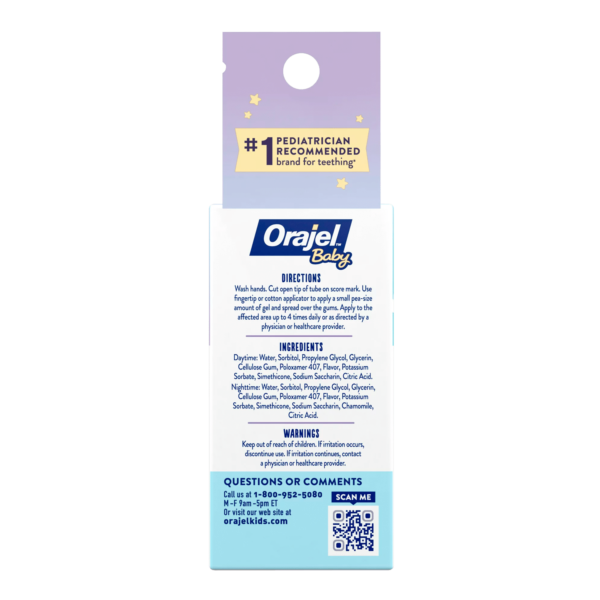 #1 PEDIATRICIAN
RECOMMENDED
brand for teething*
Orajel™
Baby
DIRECTIONS
Wash hands. Cut open tip of tube on score mark. Use
fingertip or cotton applicator to apply a small pea-size
amount of gel and spread over the gums. Apply to the
affected area up to 4 times daily or as directed by a
physician or healthcare provider.
INGREDIENTS
Daytime: Water, Sorbitol, Propylene Glycol, Glycerin,
Cellulose Gum, Poloxamer 407, Flavor, Potassium
Sorbate, Simethicone, Sodium Saccharin, Citric Acid.
Nighttime: Water, Sorbitol, Propylene Glycol, Glycerin,
Cellulose Gum, Poloxamer 407, Flavor, Potassium
Sorbate, Simethicone, Sodium Saccharin, Chamomile,
Citric Acid.
WARNINGS
Keep out of reach of children. If irritation occurs,
discontinue use. If irritation continues, contact
a physician or healthcare provider.
QUESTIONS OR COMMENTS
Call us at 1-800-952-5080
M-F 9am-5pm ET
Or visit our web site at
orajelkids.com
SCAN ME